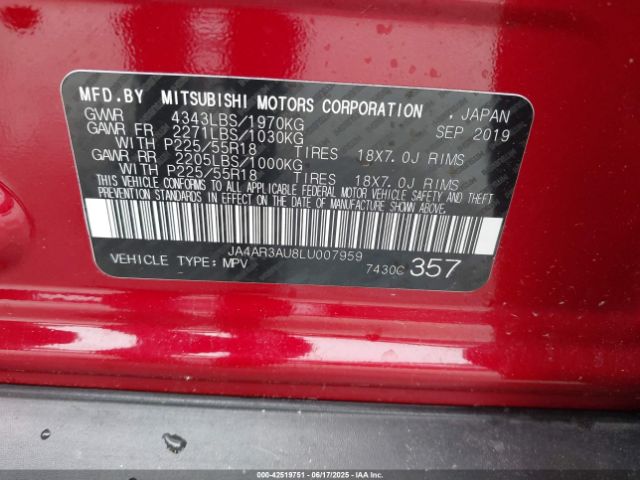 MFD.BY MITSUBISHI MOTORS CORPORATION, JAPAN
GVWR 4343LBS/1970KG SEP 2019
GAWR FR 2271LBS/1030KG
WITH P225/55R18 TIRES 18X7.0J RIMS
GAWR RR 2205LBS/1000KG
WITH P225/55R18 TIRES 18X7.0J RIMS
THIS VEHICLE CONFORMS TO ALL APPLICABLE FEDERAL MOTOR VEHICLE SAFETY AND THEFT
PREVENTION STANDARDS IN EFFECT ON THE DATE OF MANUFACTURE SHOWN ABOVE.
JA4AR3AU8LU007959
VEHICLE TYPE: MPV 7430C 357
000-42519751 - 06/17/2025 - IAAI.com